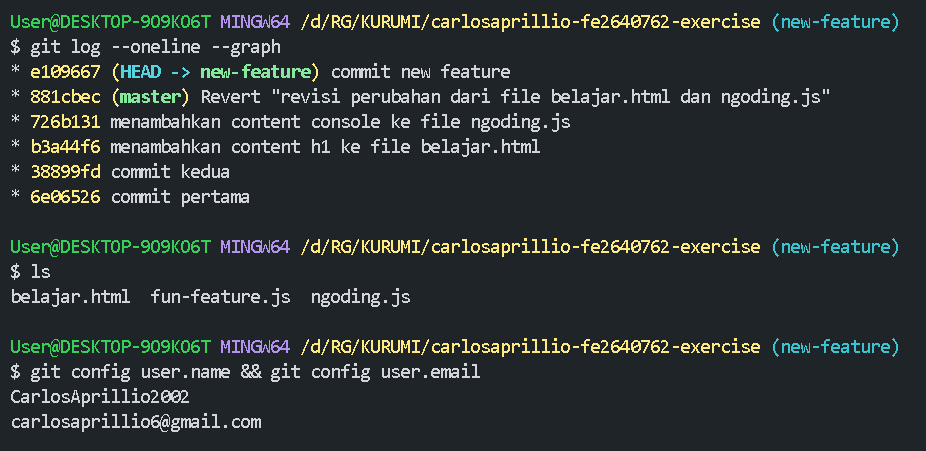 User@DESKTOP-9O9KO6T MINGW64 /d/RG/KURUMI/carlosaprillio-fe2640762-exercise (new-feature)
$ git log --oneline --graph
* e109667 (HEAD -> new-feature) commit new feature
* 881cbec (master) Revert "revisi perubahan dari file belajar.html dan ngoding.js"
* 726b131 menambahkan content console ke file ngoding.js
* b3a44f6 menambahkan content h1 ke file belajar.html
* 38899fd commit kedua
* 6e06526 commit pertama
User@DESKTOP-9O9KO6T MINGW64 /d/RG/KURUMI/carlosaprillio-fe2640762-exercise (new-feature)
$ ls
belajar.html  fun-feature.js  ngoding.js
User@DESKTOP-9O9KO6T MINGW64 /d/RG/KURUMI/carlosaprillio-fe2640762-exercise (new-feature)
$ git config user.name && git config user.email
CarlosAprillio2002
carlosaprillio6@gmail.com